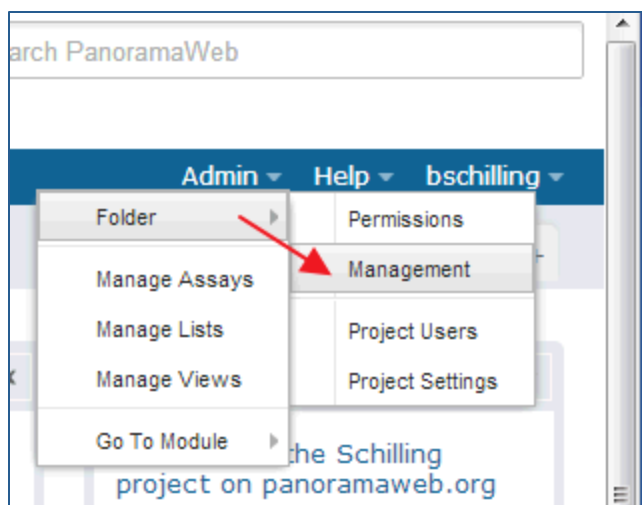 arch PanoramaWeb
Admin Help bschilling
Folder
Manage Assays
Manage Lists
Manage Views
Go To Module
Permissions
Management
Project Users
Project Settings
the Schilling
project on panoramaweb.org